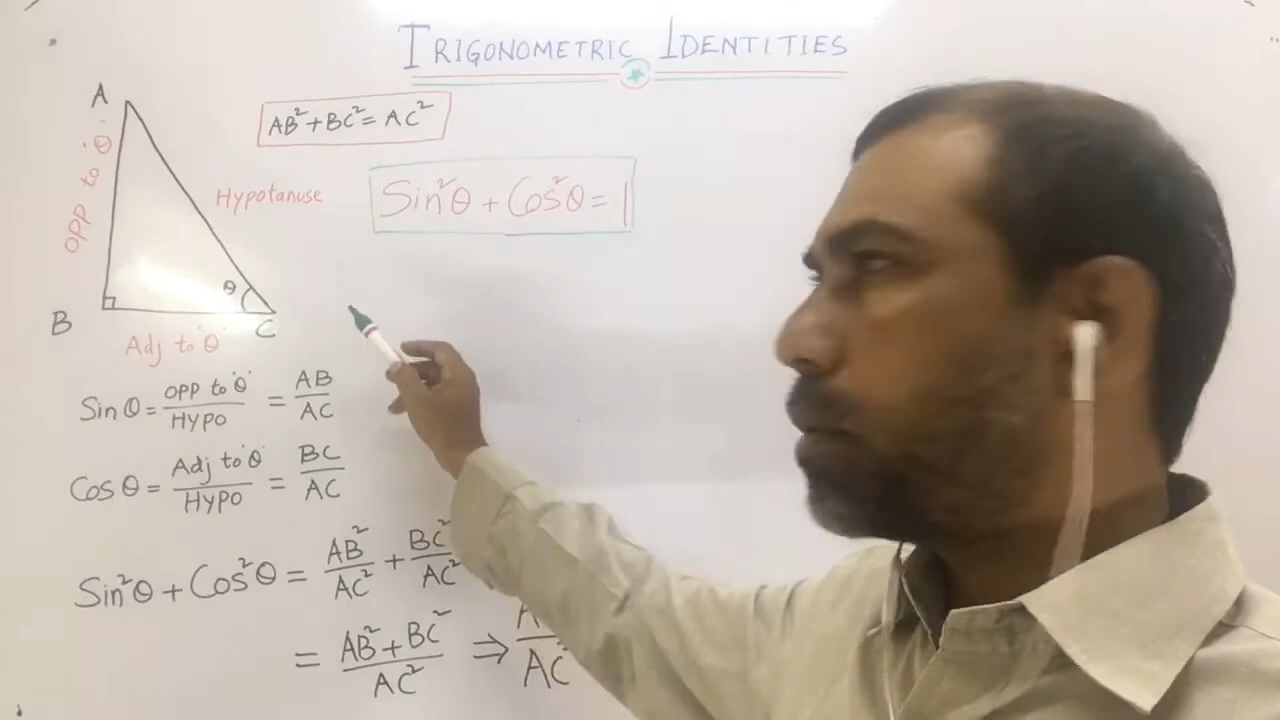 TRIGONOMETRIC IDENTITIES
A
AB²+BC²= AC²
OPP to 'θ'
Hypotanuse
Sin²θ + Cos²θ = 1
θ
B
C
Adj to 'θ'
Sin θ = OPP to 'θ' / HYPO = AB / AC
Cos θ = Adj to 'θ' / HYPO = BC / AC
Sin²θ + Cos²θ = AB² / AC² + BC² / AC²
= AB² + BC² / AC² ⇒ AC